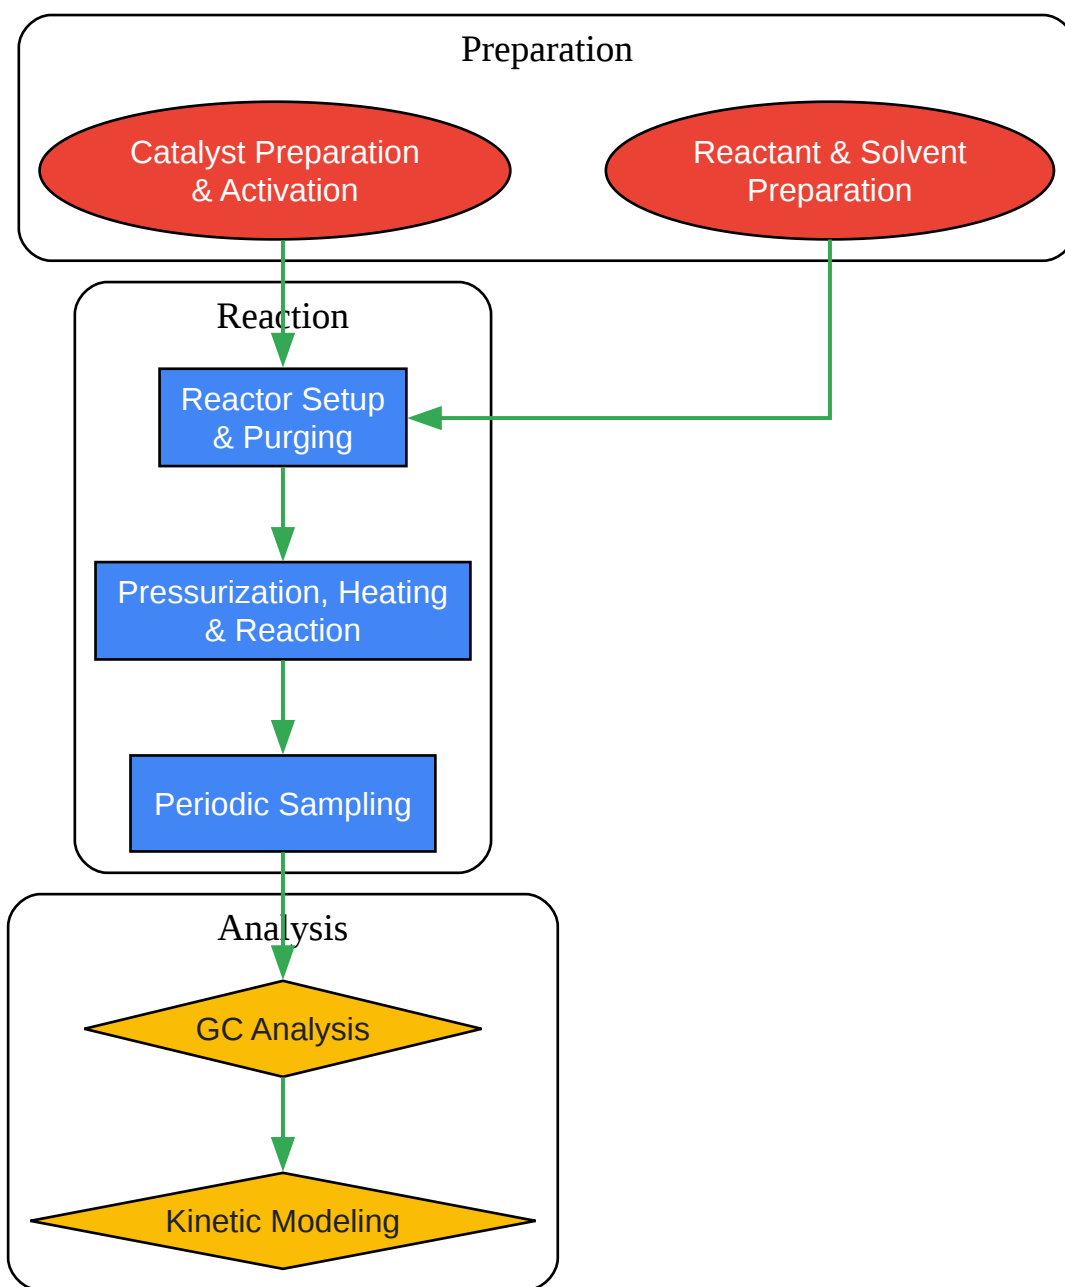 Preparation
Catalyst Preparation
& Activation
Reactant & Solvent
Preparation
Reaction
Reactor Setup
& Purging
Pressurization, Heating
& Reaction
Periodic Sampling
Analysis
GC Analysis
Kinetic Modeling